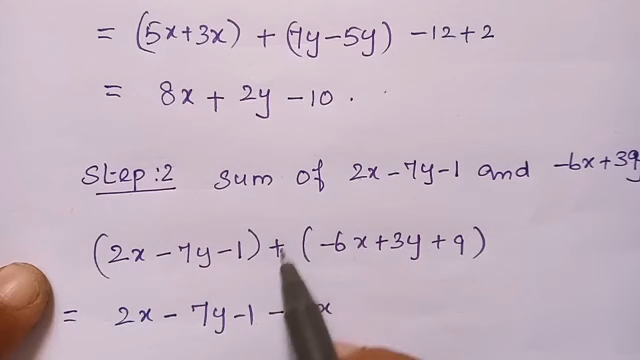 = (5x+3x) + (7y-5y) -12+2
= 8x + 2y - 10 .
Step:2 sum of 2x-7y-1 and -6x+39
(2x - 7y - 1) + (-6x + 3y + 9)
= 2x - 7y - 1 - x